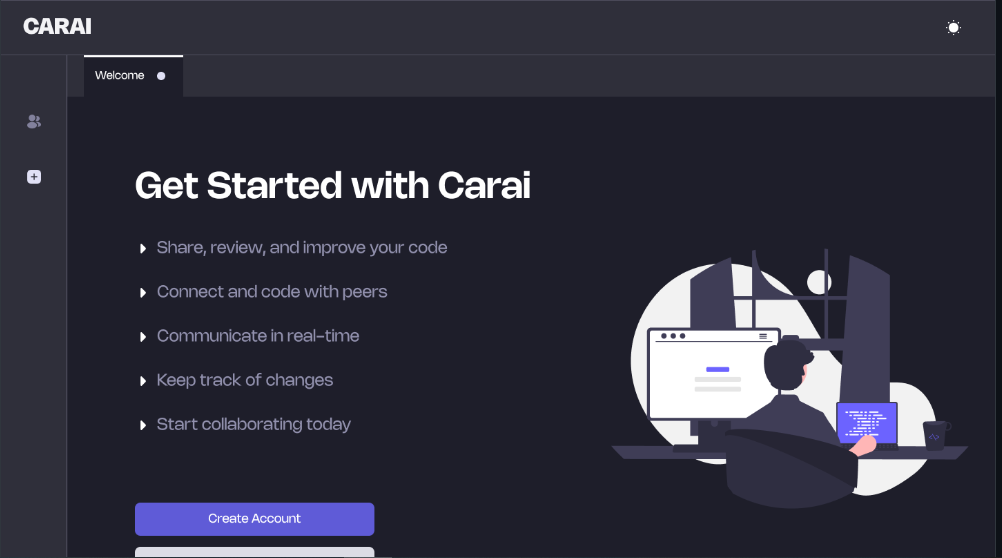 CARAI
Welcome
Get Started with Carai
Share, review, and improve your code
Connect and code with peers
Communicate in real-time
Keep track of changes
Start collaborating today
Create Account